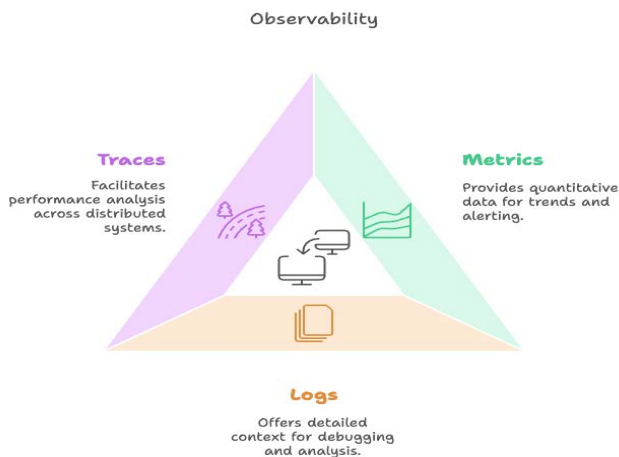 Observability
Traces
Facilitates
performance analysis
across distributed
systems.
Metrics
Provides quantitative
data for trends and
alerting.
Logs
Offers detailed
context for debugging
and analysis.